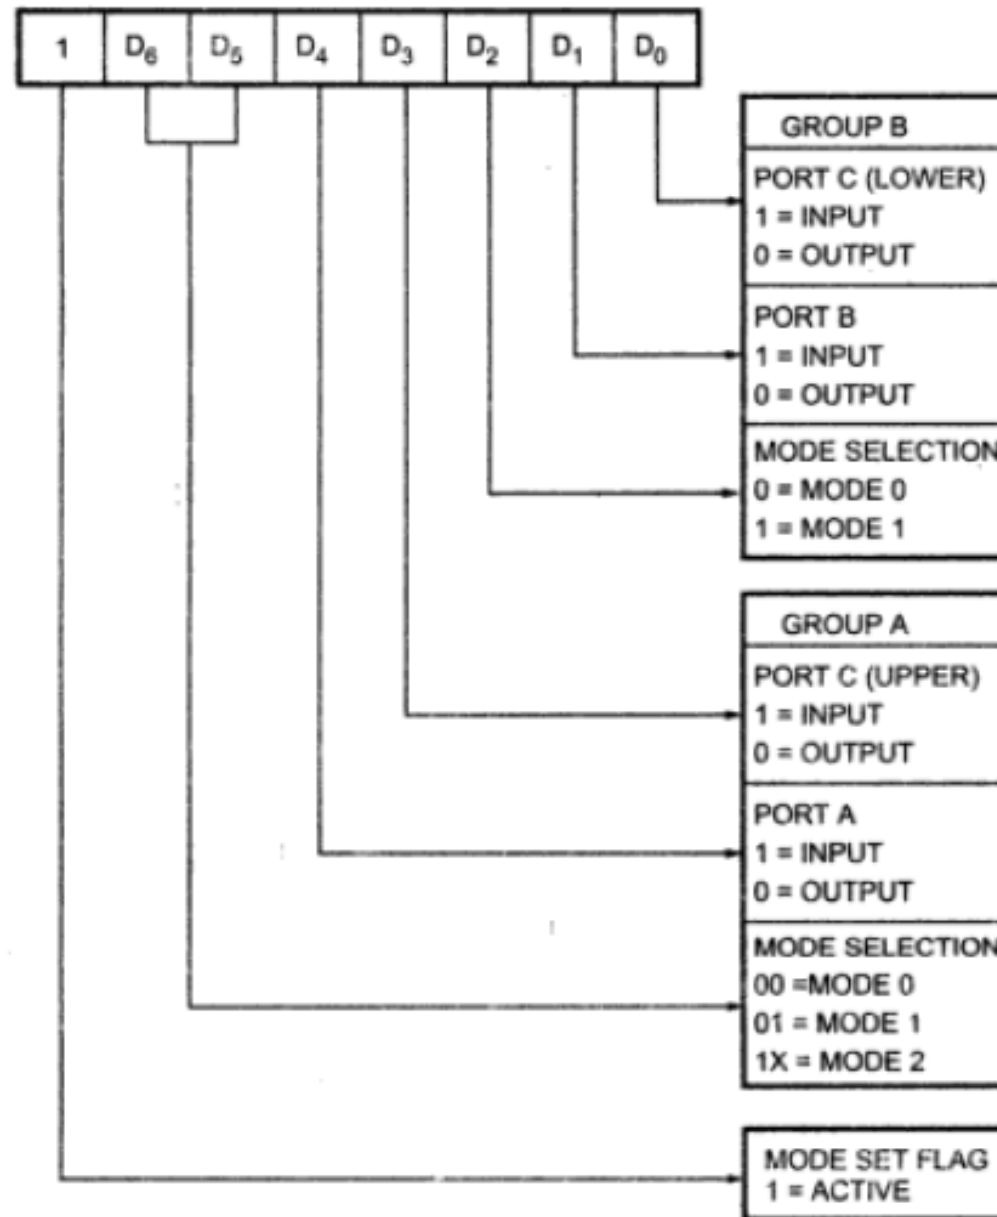 1 D6 D5 D4 D3 D2 D1 D0
GROUP B
PORT C (LOWER)
1 = INPUT
0 = OUTPUT
PORT B
1 = INPUT
0 = OUTPUT
MODE SELECTION
0 = MODE 0
1 = MODE 1
GROUP A
PORT C (UPPER)
1 = INPUT
0 = OUTPUT
PORT A
1 = INPUT
0 = OUTPUT
MODE SELECTION
00 =MODE 0
01 = MODE 1
1X = MODE 2
MODE SET FLAG
1 = ACTIVE